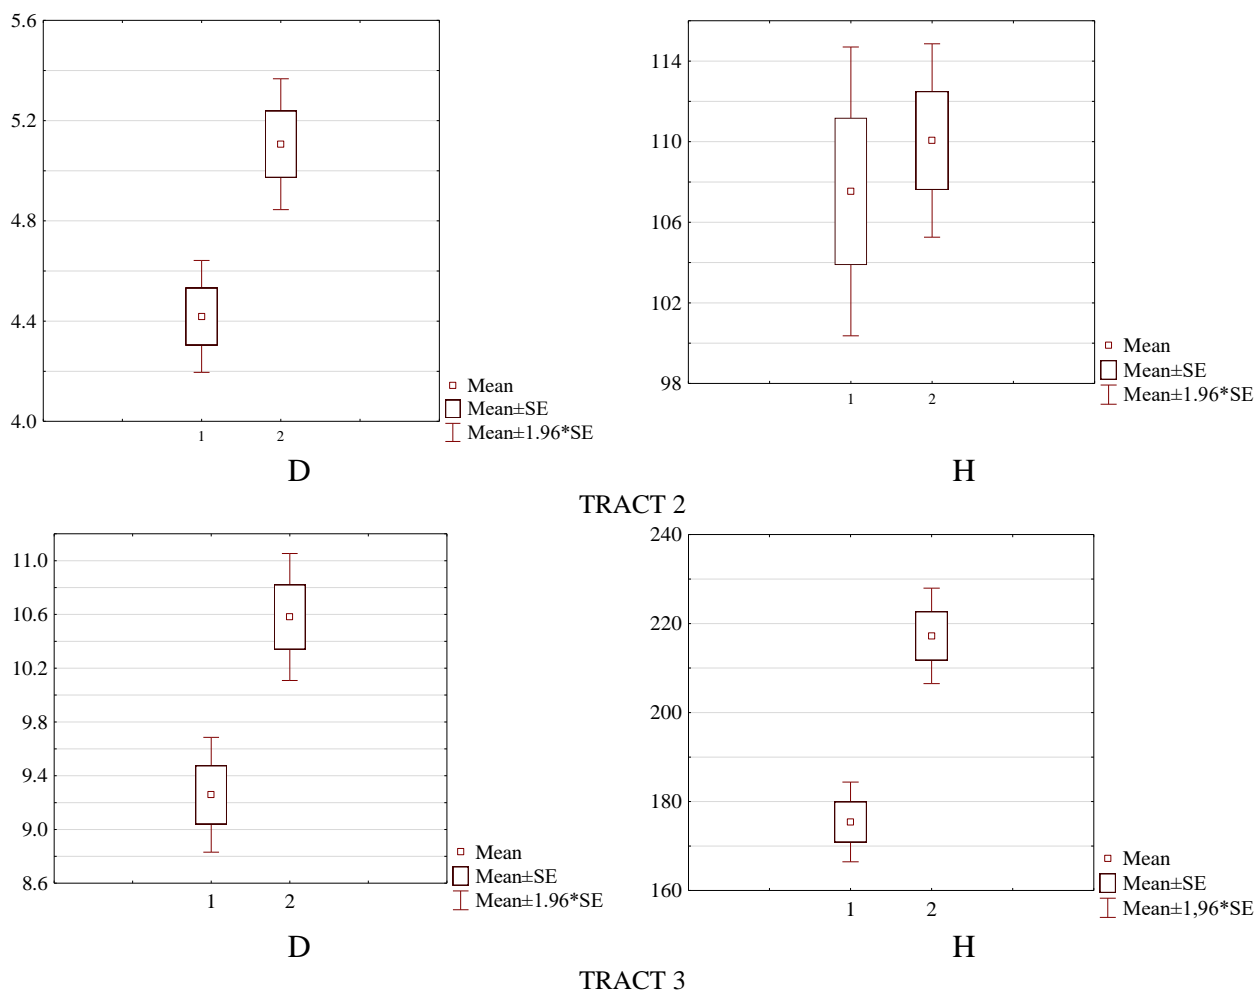 5.6
5.2
4.8
4.4
4.0
1 2
Mean
Mean±SE
Mean±1.96*SE
D
114
110
106
102
98
1 2
Mean
Mean±SE
Mean±1.96*SE
H
TRACT 2
11.0
10.6
10.2
9.8
9.4
9.0
8.6
1 2
Mean
Mean±SE
Mean±1.96*SE
D
240
220
200
180
160
1 2
Mean
Mean±SE
Mean±1,96*SE
H
TRACT 3